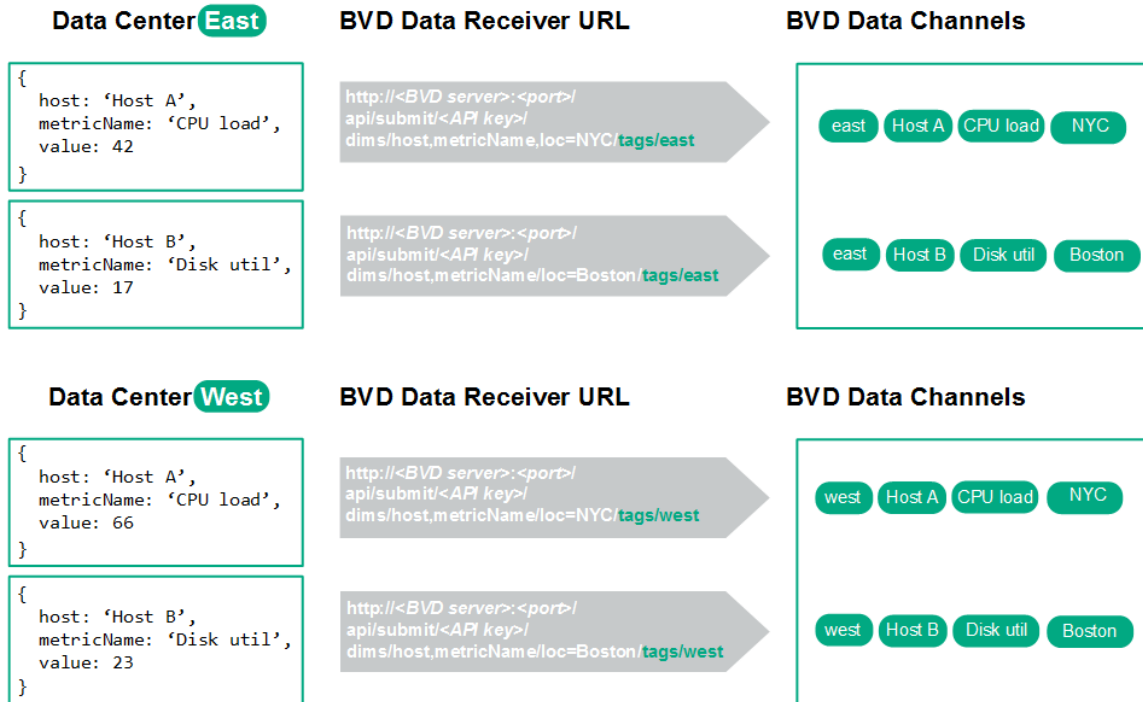 Data Center East
BVD Data Receiver URL
BVD Data Channels
{
host: ‘Host A’,
metricName: ‘CPU load’,
value: 42
}
http://<BVD server>:<port>/
api/submit/<API key>/
dims/host,metricName,loc=NYC/tags/east
east Host A CPU load NYC
{
host: ‘Host B’,
metricName: ‘Disk util’,
value: 17
}
http://<BVD server>:<port>/
api/submit/<API key>/
dims/host,metricName/loc=Boston/tags/east
east Host B Disk util Boston
Data Center West
BVD Data Receiver URL
BVD Data Channels
{
host: ‘Host A’,
metricName: ‘CPU load’,
value: 66
}
http://<BVD server>:<port>/
api/submit/<API key>/
dims/host,metricName/loc=NYC/tags/west
west Host A CPU load NYC
{
host: ‘Host B’,
metricName: ‘Disk util’,
value: 23
}
http://<BVD server>:<port>/
api/submit/<API key>/
dims/host,metricName/loc=Boston/tags/west
west Host B Disk util Boston